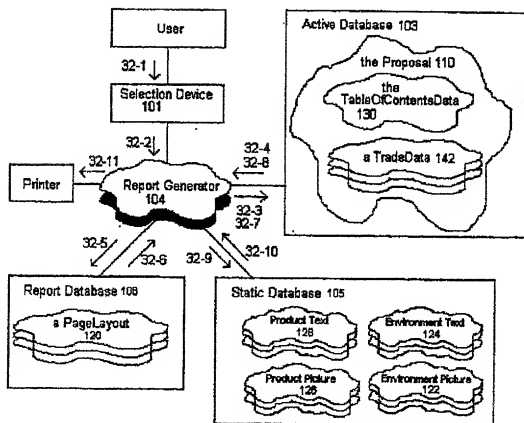 User
32-1
Selection Device
101
32-2
32-11
Printer
Report Generator
104
32-4
32-8
32-3
32-7
Active Database 103
the Proposal 110
the
TableOfContentsData
130
a TradeData 142
32-5
32-6
32-9
32-10
Report Database 106
a PageLayout
120
Static Database 105
Product Text
128
Environment Text
124
Product Picture
126
Environment Picture
122